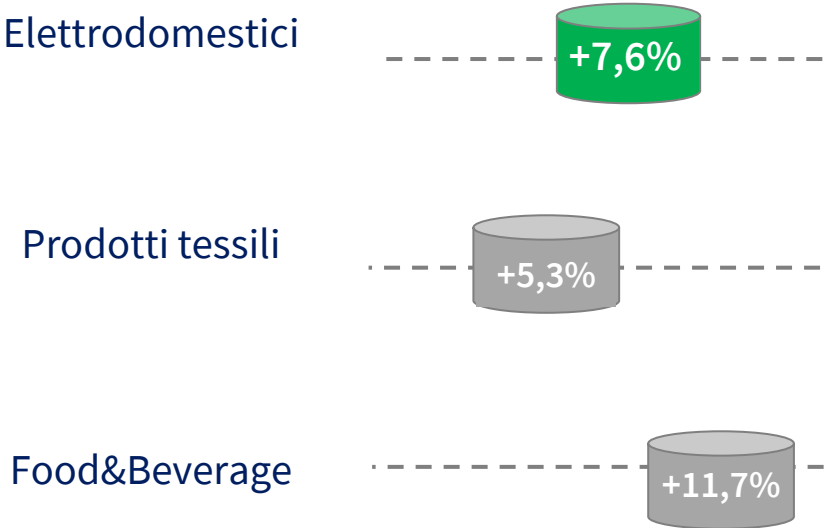 Elettrodomestici
+7,6%
Prodotti tessili
+5,3%
Food&Beverage
+11,7%